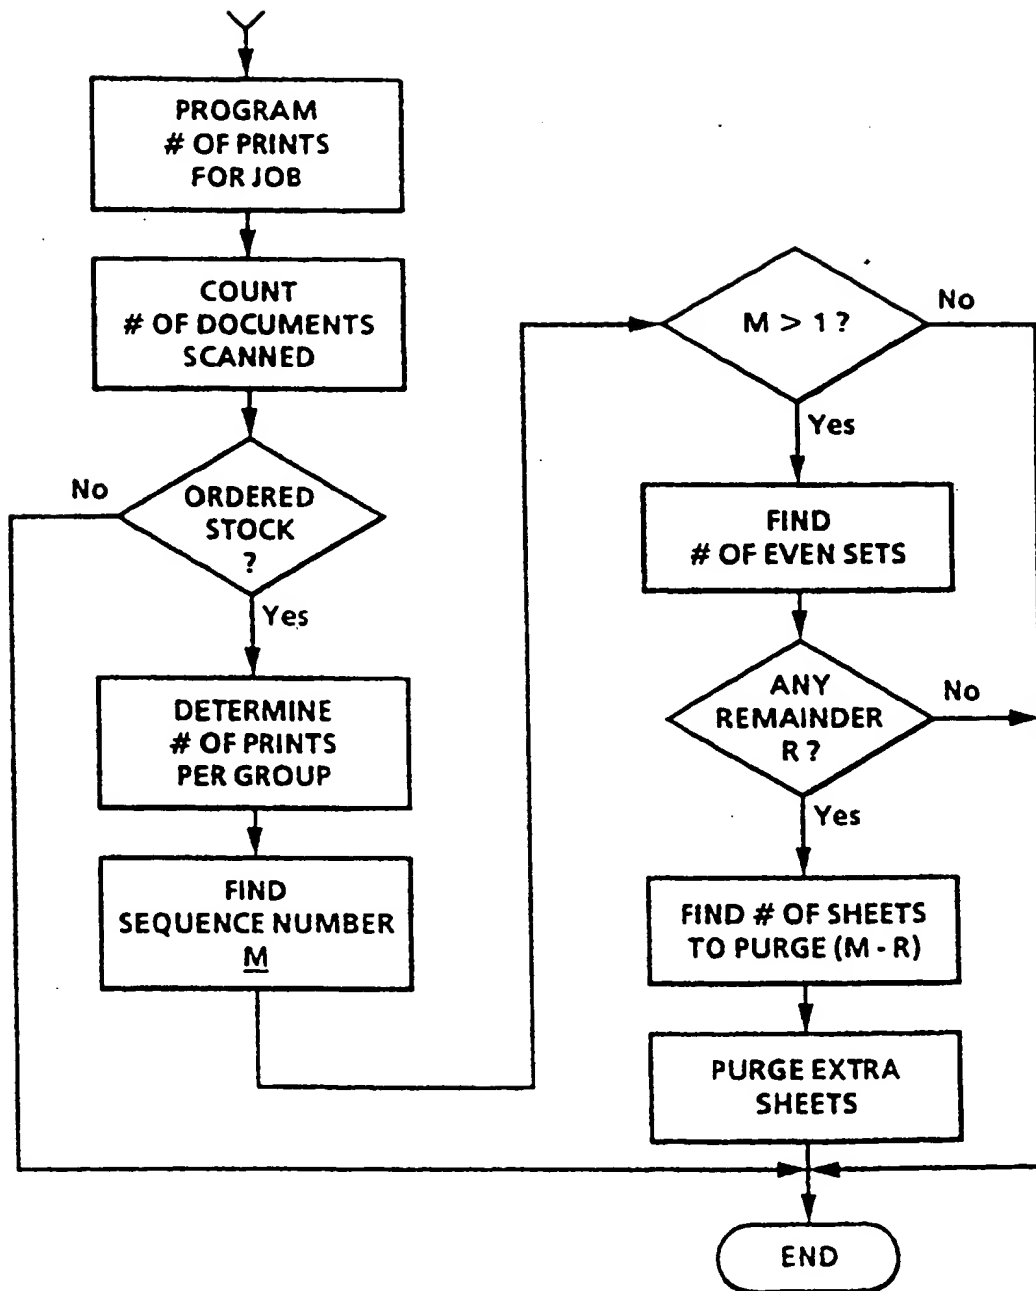 PROGRAM
# OF PRINTS
FOR JOB
COUNT
# OF DOCUMENTS
SCANNED
No
ORDERED
STOCK
?
Yes
DETERMINE
# OF PRINTS
PER GROUP
FIND
SEQUENCE NUMBER
M
M > 1 ?
No
Yes
FIND
# OF EVEN SETS
ANY
REMAINDER
R ?
No
Yes
FIND # OF SHEETS
TO PURGE (M - R)
PURGE EXTRA
SHEETS
END